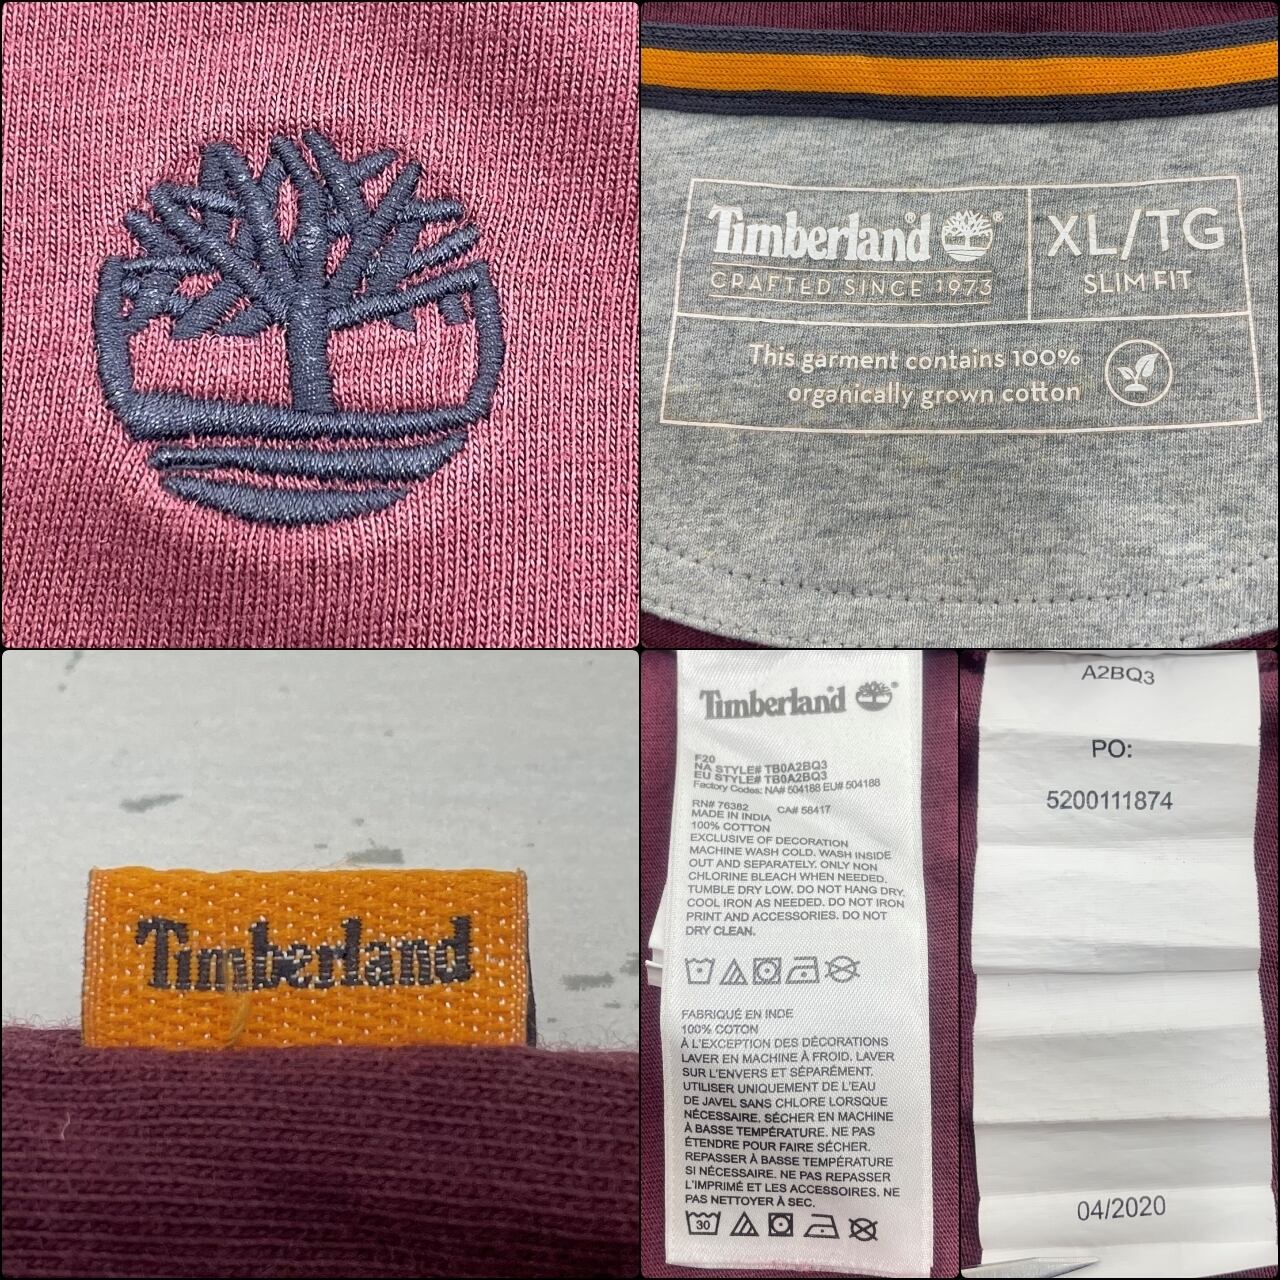 Timberland®
CRAFTED SINCE 1973
XL/TG
SLIM FIT
This garment contains 100%
organically grown cotton
Timberland
Timberland®
F20
NA STYLE# TB0A2BQ3
EU STYLE# TB0A2BQ3
Factory Codes: NA# 504188 EU# 504188
RN# 76382 CA# 58417
MADE IN INDIA
100% COTTON
EXCLUSIVE OF DECORATION
MACHINE WASH COLD. WASH INSIDE
OUT AND SEPARATELY. ONLY NON
CHLORINE BLEACH WHEN NEEDED.
TUMBLE DRY LOW. DO NOT HANG DRY.
COOL IRON AS NEEDED. DO NOT IRON
PRINT AND ACCESSORIES. DO NOT
DRY CLEAN.
FABRIQUÉ EN INDE
100% COTON
À L'EXCEPTION DES DÉCORATIONS
LAVER EN MACHINE À FROID. LAVER
SUR L'ENVERS ET SÉPARÉMENT.
UTILISER UNIQUEMENT DE L'EAU
DE JAVEL SANS CHLORE LORSQUE
NÉCESSAIRE. SÉCHER EN MACHINE
À BASSE TEMPÉRATURE. NE PAS
ÉTENDRE POUR FAIRE SÉCHER.
REPASSER À BASSE TEMPÉRATURE
SI NÉCESSAIRE. NE PAS REPASSER
L'IMPRIMÉ ET LES ACCESSOIRES. NE
PAS NETTOYER À SEC.
30
A2BQ3
PO:
5200111874
04/2020